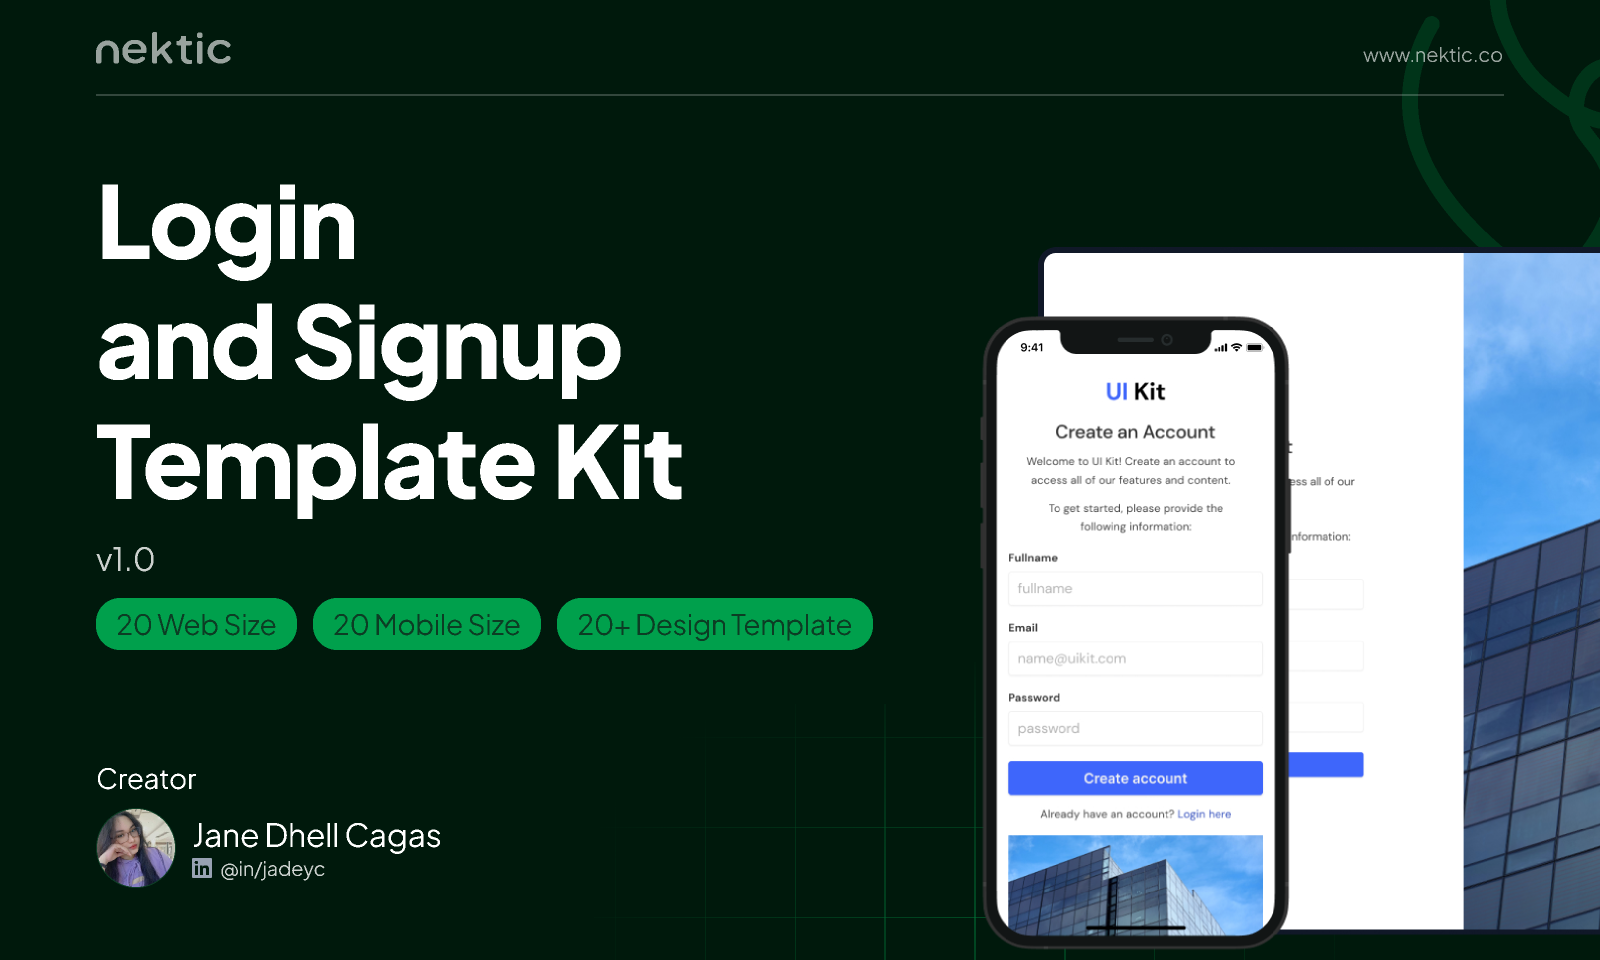 nektic
www.nektic.co
Login
and Signup
Template Kit
v1.0
20 Web Size
20 Mobile Size
20+ Design Template
Creator
Jane Dhell Cagas
in @in/jadeyc
9:41
UI Kit
Create an Account
Welcome to UI Kit! Create an account to
access all of our features and content.
To get started, please provide the
following information:
Fullname
fullname
Email
name@uikit.com
Password
password
Create account
Already have an account? Login here
all of our
information: